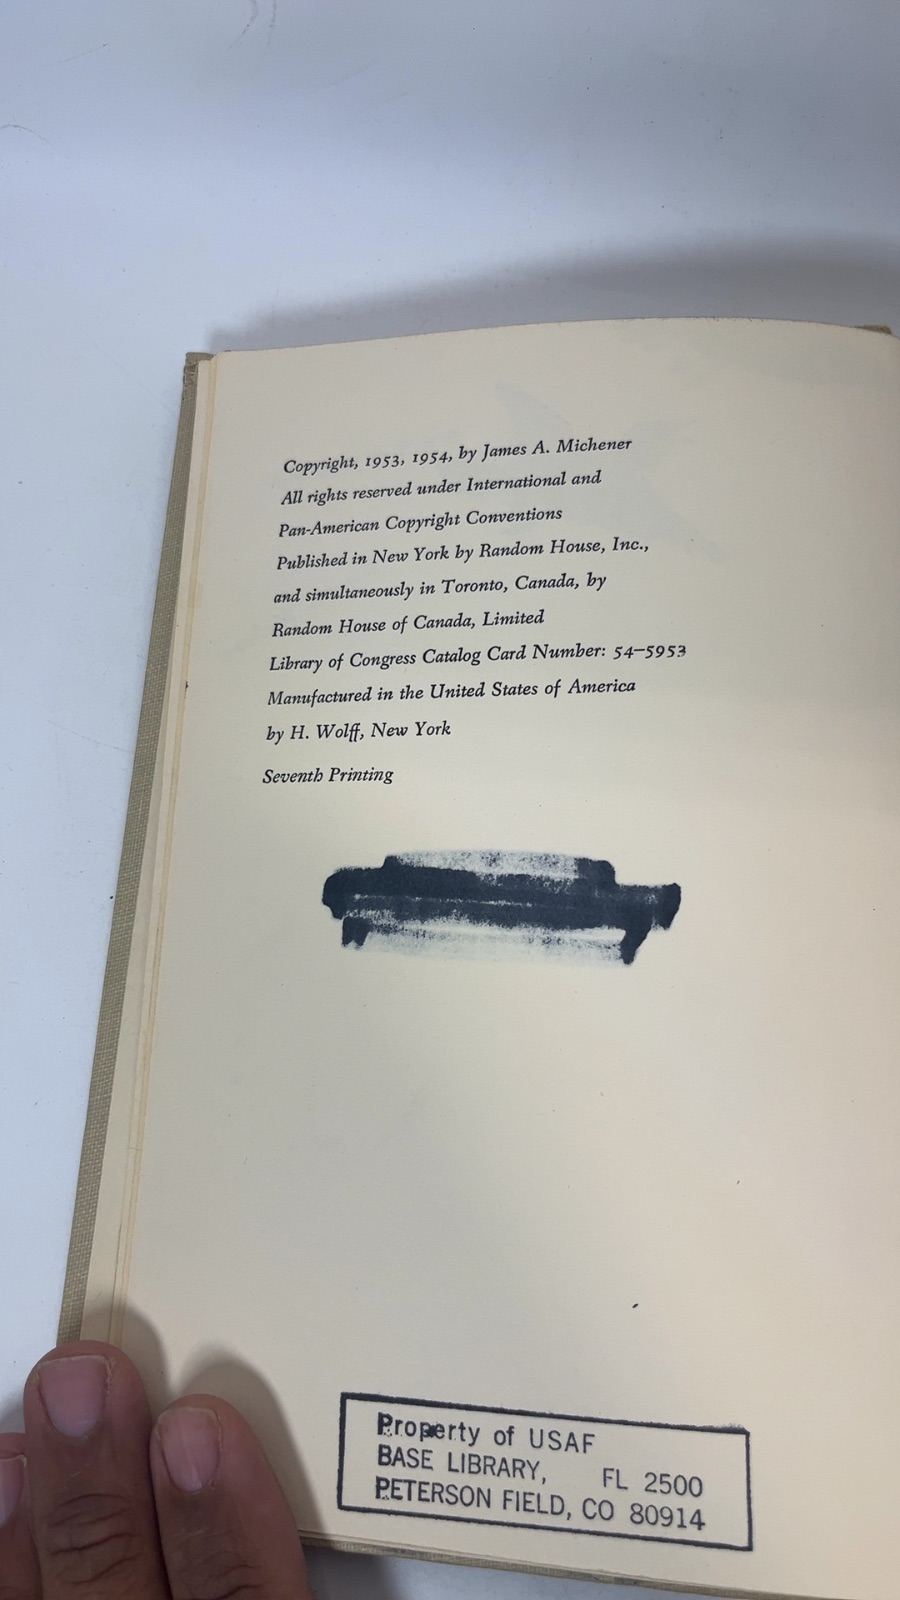 Copyright, 1953, 1954, by James A. Michener
All rights reserved under International and
Pan-American Copyright Conventions
Published in New York by Random House, Inc.,
and simultaneously in Toronto, Canada, by
Random House of Canada, Limited
Library of Congress Catalog Card Number: 54–5953
Manufactured in the United States of America
by H. Wolff, New York
Seventh Printing
Property of USAF
BASE LIBRARY, FL 2500
PETERSON FIELD, CO 80914